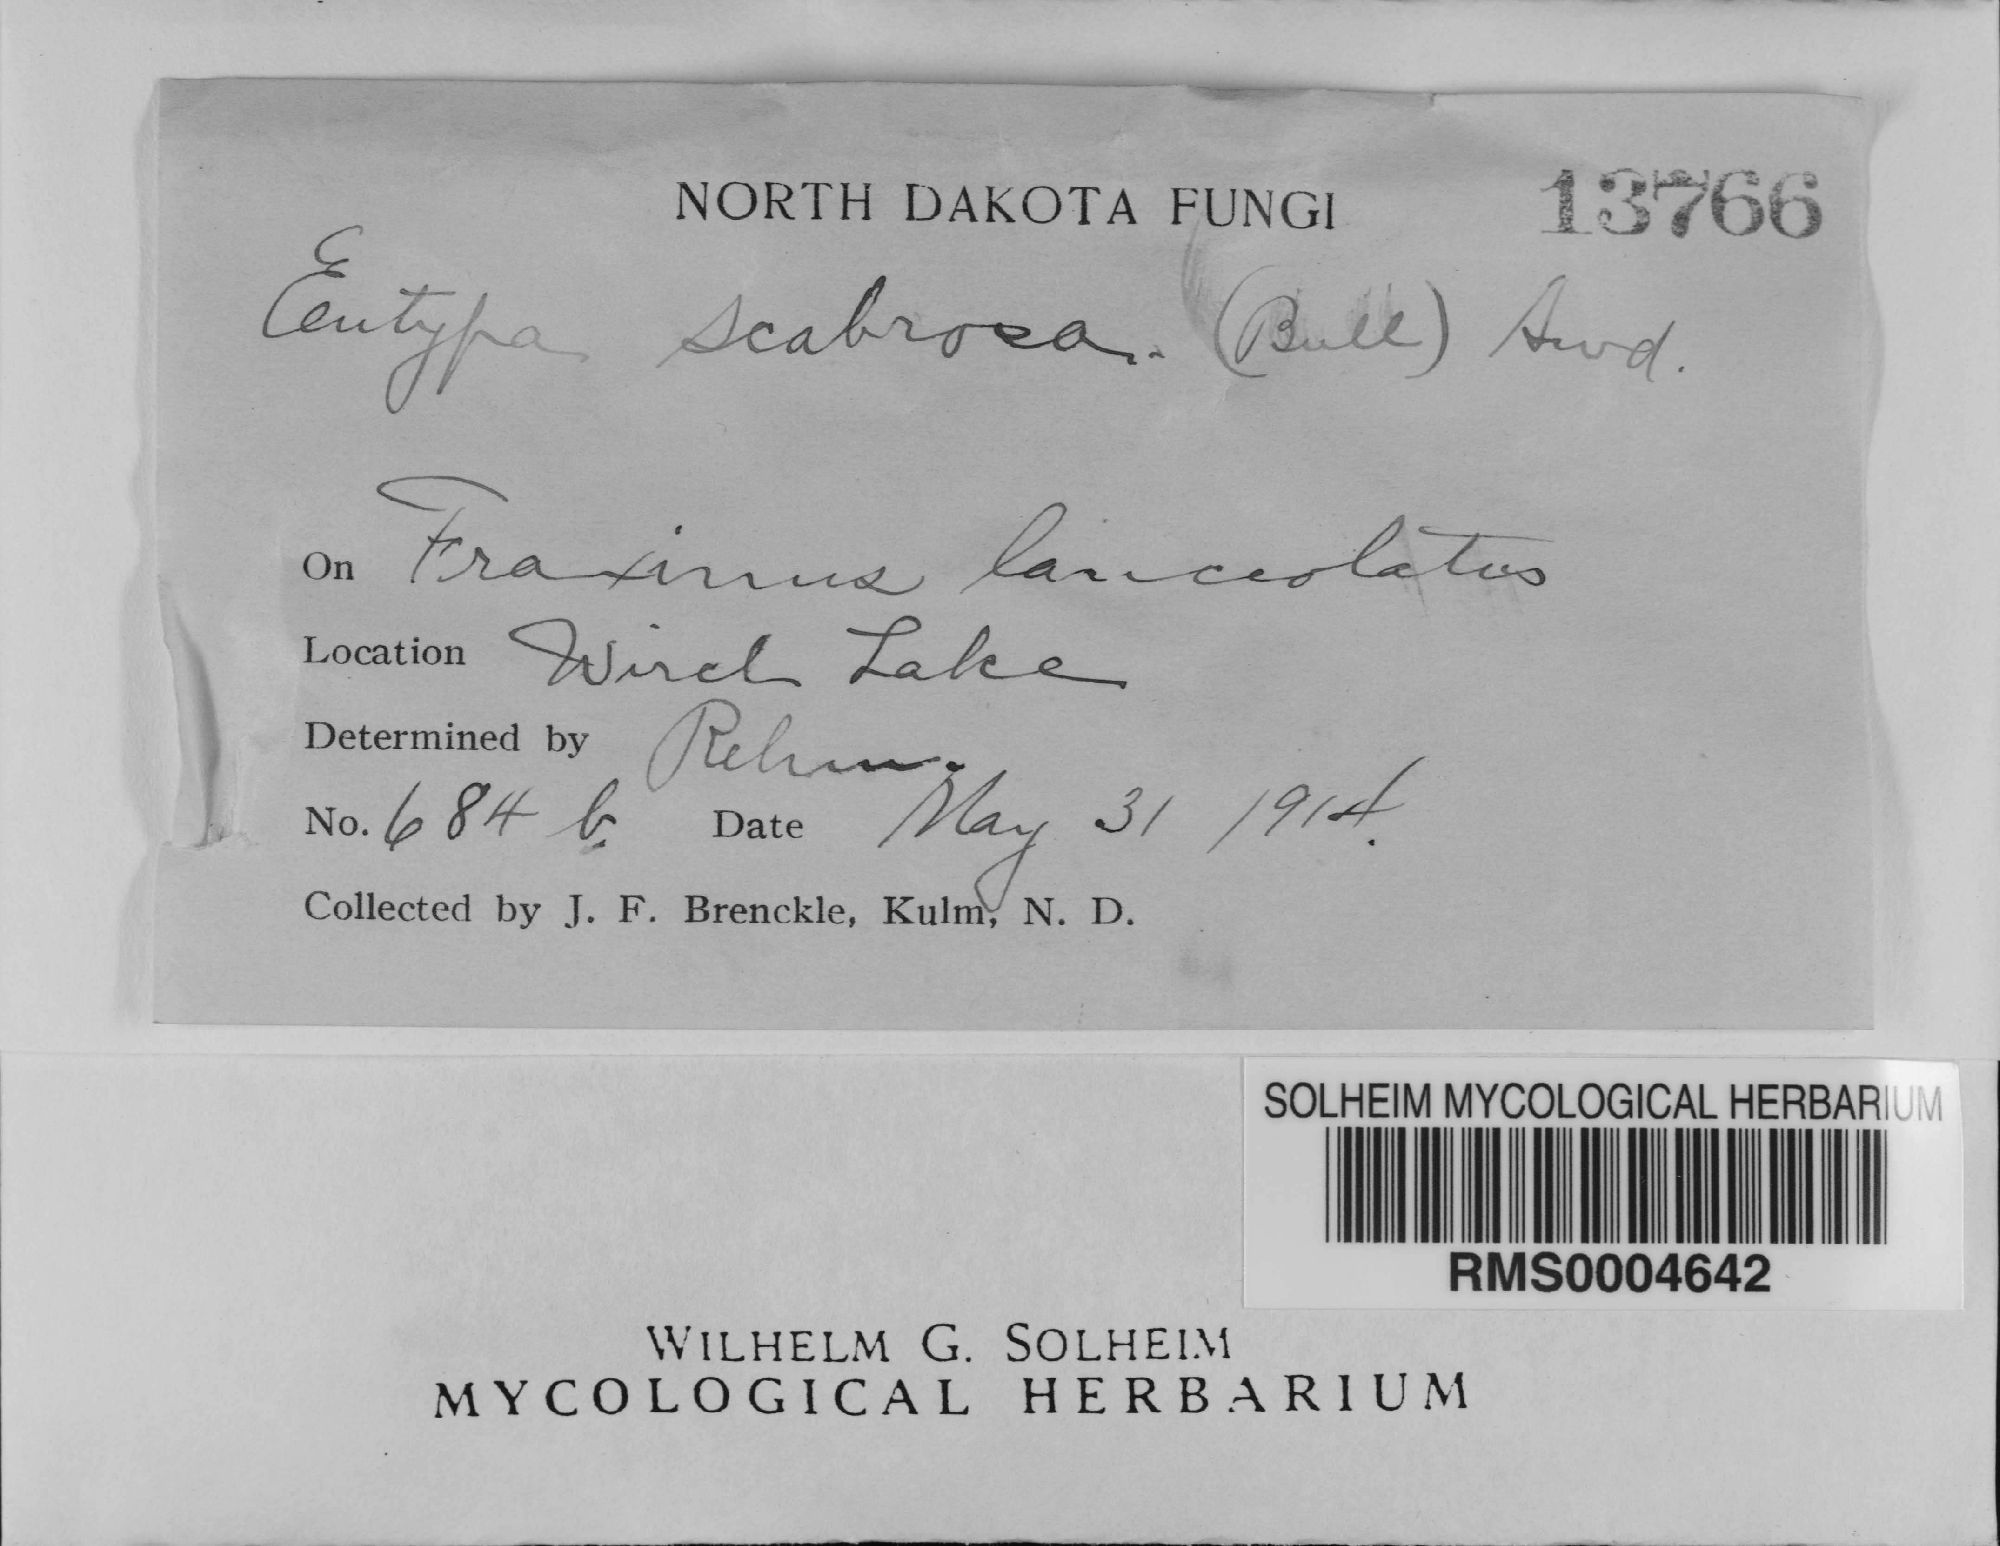 NORTH DAKOTA FUNGI 13766
Eutypa scabrosa. (Bull) Awd.
On Fraxinus lanceolatus
Location Wirch Lake
Determined by Rehm.
No. 684 b. Date May 31 1914.
Collected by J. F. Brenckle, Kulm, N. D.
SOLHEIM MYCOLOGICAL HERBARIUM
RMS0004642
WILHELM G. SOLHEIM
MYCOLOGICAL HERBARIUM